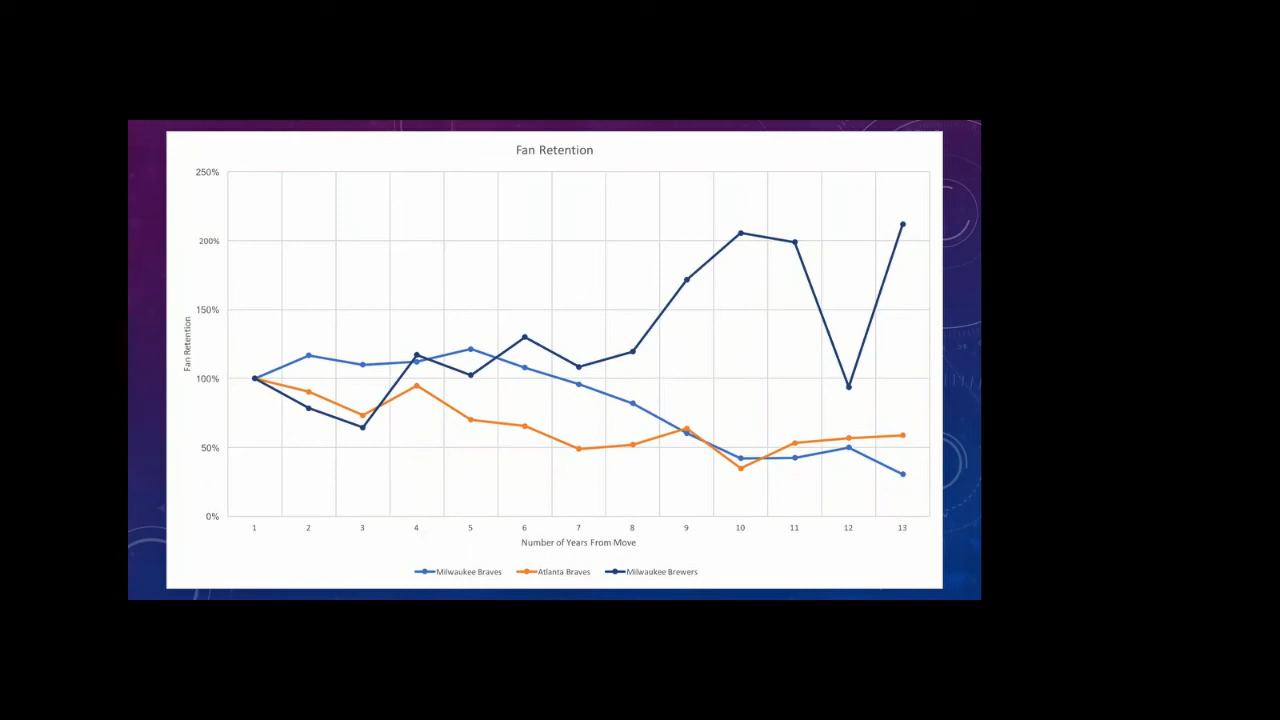 Fan Retention
250%
200%
150%
100%
50%
0%
Fan Retention
1 2 3 4 5 6 7 8 9 10 11 12 13
Number of Years From Move
Milwaukee Braves Atlanta Braves Milwaukee Brewers